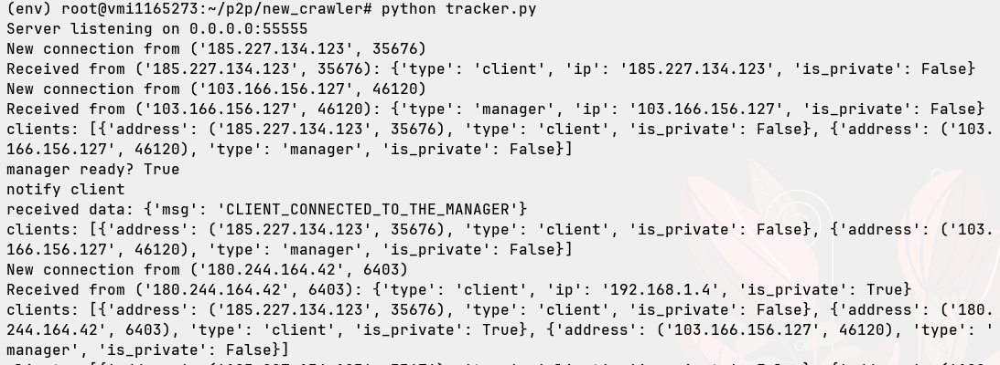 (env) root@vmi1165273:~/p2p/new_crawler# python tracker.py
Server listening on 0.0.0.0:55555
New connection from ('185.227.134.123', 35676)
Received from ('185.227.134.123', 35676): {'type': 'client', 'ip': '185.227.134.123', 'is_private': False}
New connection from ('103.166.156.127', 46120)
Received from ('103.166.156.127', 46120): {'type': 'manager', 'ip': '103.166.156.127', 'is_private': False}
clients: [{'address': ('185.227.134.123', 35676), 'type': 'client', 'is_private': False}, {'address': ('103.
166.156.127', 46120), 'type': 'manager', 'is_private': False}]
manager ready? True
notify client
received data: {'msg': 'CLIENT_CONNECTED_TO_THE_MANAGER'}
clients: [{'address': ('185.227.134.123', 35676), 'type': 'client', 'is_private': False}, {'address': ('103.
166.156.127', 46120), 'type': 'manager', 'is_private': False}]
New connection from ('180.244.164.42', 6403)
Received from ('180.244.164.42', 6403): {'type': 'client', 'ip': '192.168.1.4', 'is_private': True}
clients: [{'address': ('185.227.134.123', 35676), 'type': 'client', 'is_private': False}, {'address': ('180.
244.164.42', 6403), 'type': 'client', 'is_private': True}, {'address': ('103.166.156.127', 46120), 'type': '
manager', 'is_private': False}]